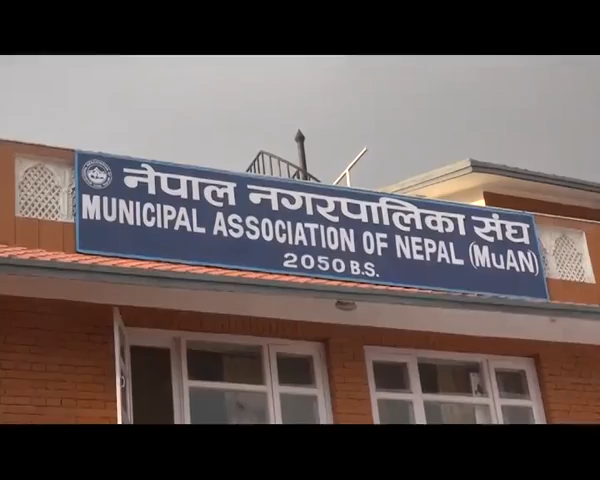 नेपाल नगरपालिका संघ
MUNICIPAL ASSOCIATION OF NEPAL (MuAN)
2050 B.S.